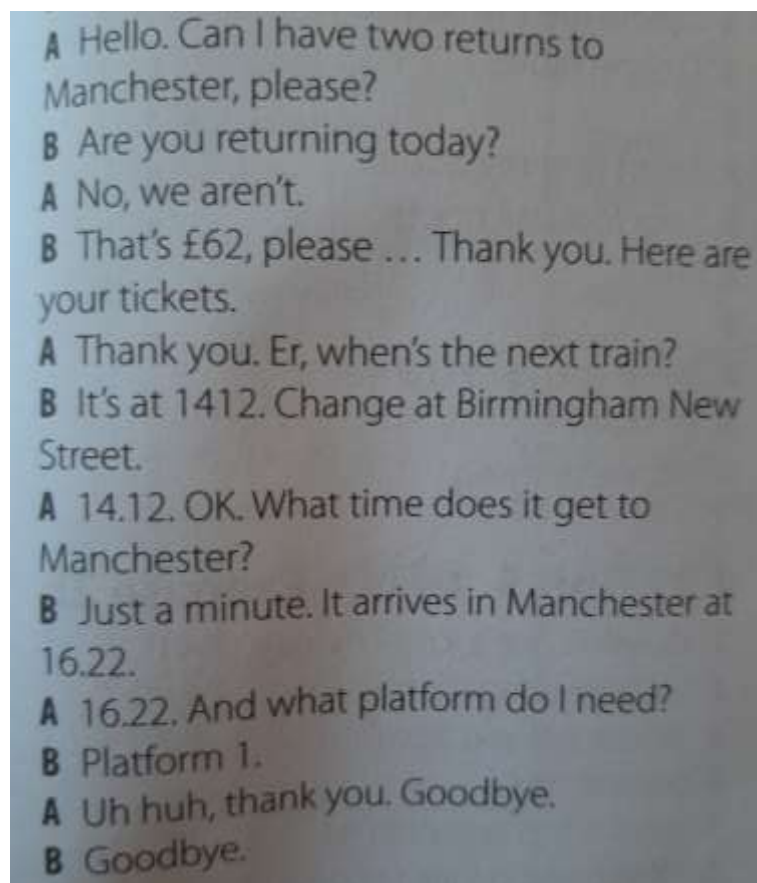 A Hello. Can I have two returns to
Manchester, please?
B Are you returning today?
A No, we aren't.
B That's £62, please ... Thank you. Here are
your tickets.
A Thank you. Er, when's the next train?
B It's at 1412. Change at Birmingham New
Street.
A 14.12. OK. What time does it get to
Manchester?
B Just a minute. It arrives in Manchester at
16.22.
A 16.22. And what platform do I need?
B Platform 1.
A Uh huh, thank you. Goodbye.
B Goodbye.